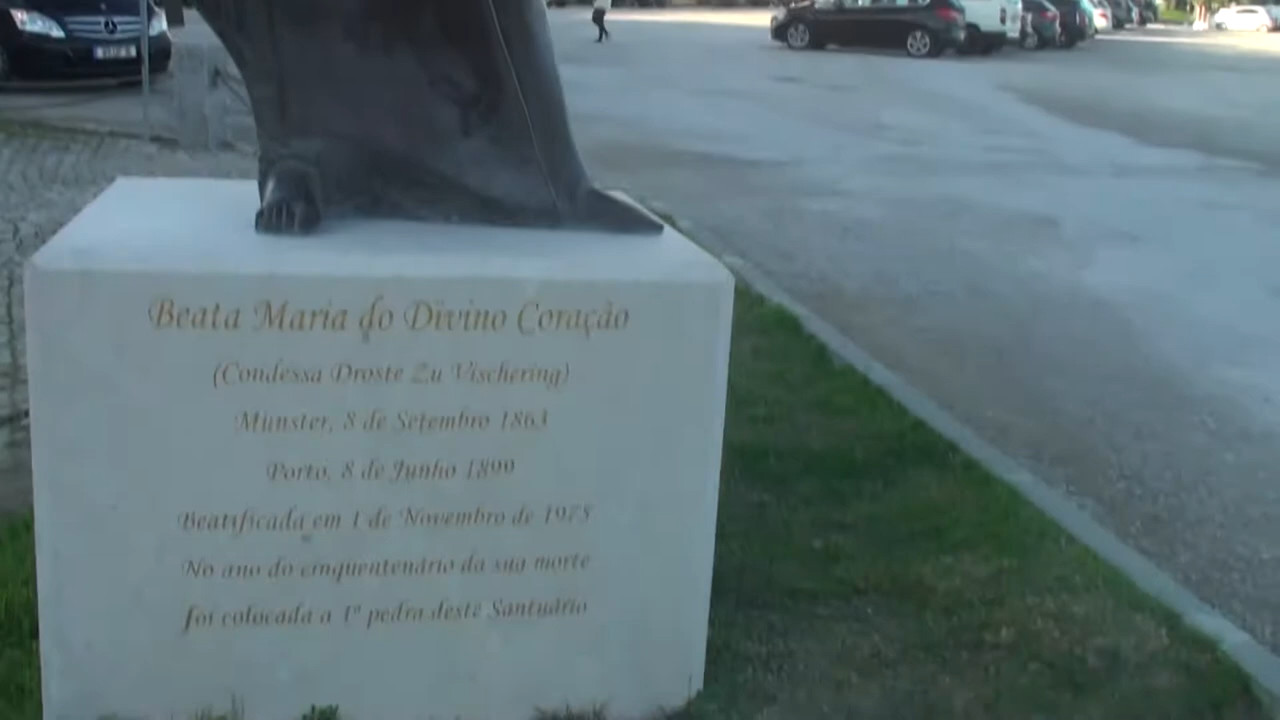 Beata Maria do Divino Coração
(Condessa Droste Zu Vischering)
Munster, 8 de Setembro 1863
Porto, 8 de Junho 1899
Beatificada em 1 de Novembro de 1975
No ano do cinquentenário da sua morte
foi colocada a 1ª pedra deste Santuário